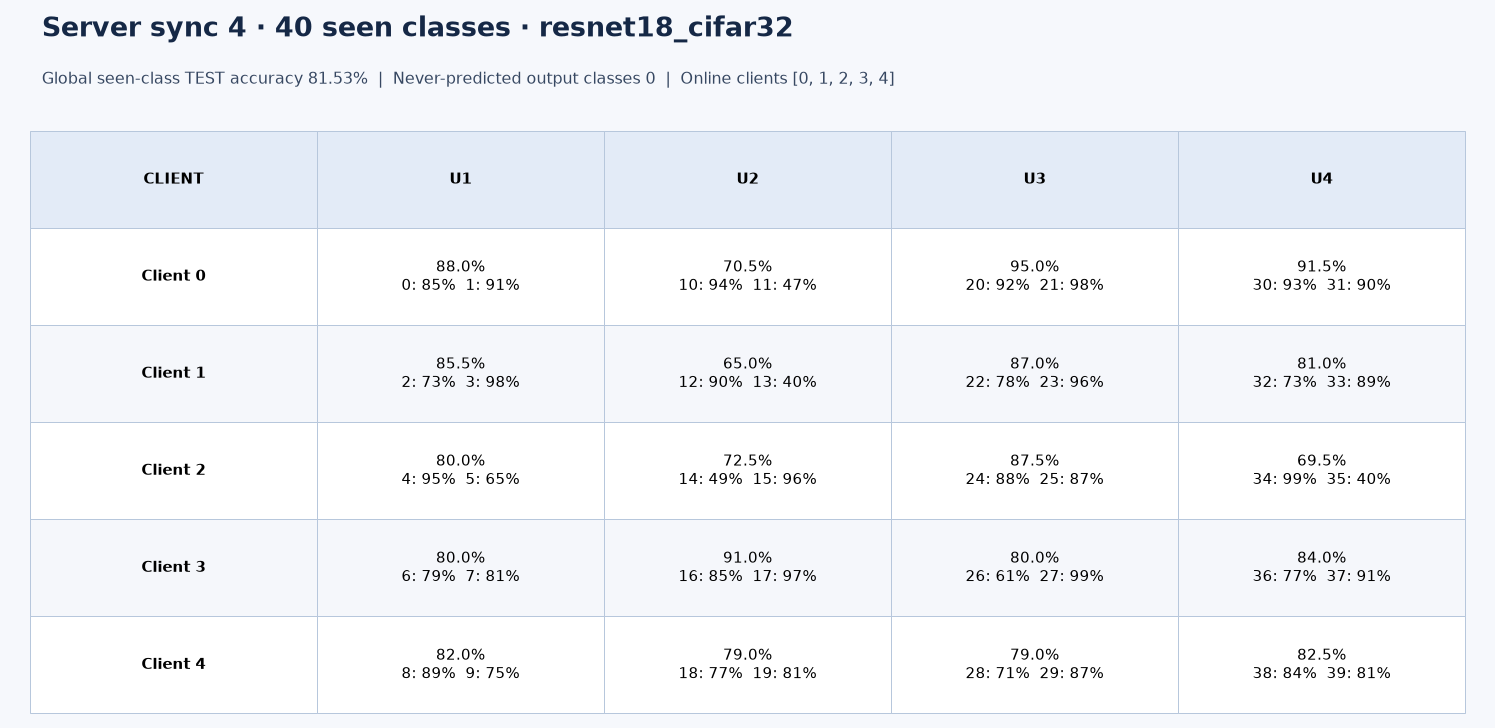 Server sync 4 · 40 seen classes · resnet18_cifar32
Global seen-class TEST accuracy 81.53% | Never-predicted output classes 0 | Online clients [0, 1, 2, 3, 4]
CLIENT U1 U2 U3 U4
88.0% 70.5% 95.0% 91.5%
Client 0
0: 85% 1: 91% 10: 94% 11: 47% 20: 92% 21: 98% 30: 93% 31: 90%
85.5% 65.0% 87.0% 81.0%
Client 1
2: 73% 3: 98% 12: 90% 13: 40% 22: 78% 23: 96% 32: 73% 33: 89%
80.0% 72.5% 87.5% 69.5%
Client 2
4: 95% 5: 65% 14: 49% 15: 96% 24: 88% 25: 87% 34: 99% 35: 40%
80.0% 91.0% 80.0% 84.0%
Client 3
6: 79% 7: 81% 16: 85% 17: 97% 26: 61% 27: 99% 36: 77% 37: 91%
82.0% 79.0% 79.0% 82.5%
Client 4
8: 89% 9: 75% 18: 77% 19: 81% 28: 71% 29: 87% 38: 84% 39: 81%